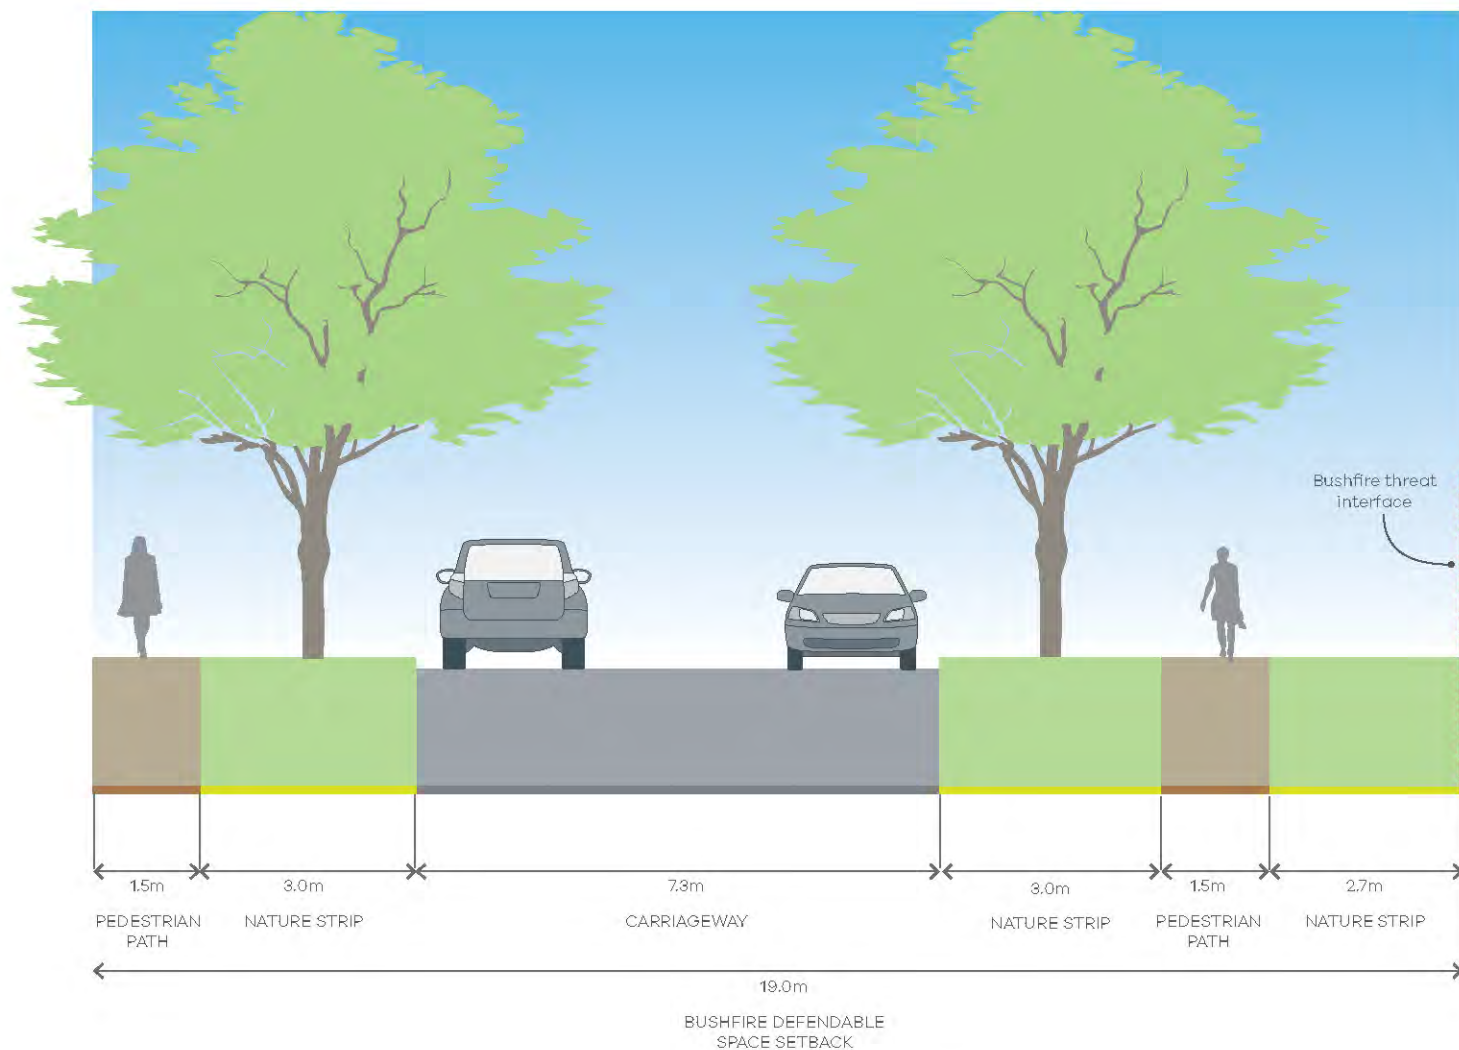 Bushfire threat
interface
1.5m
3.0m
7.3m
3.0m
1.5m
2.7m
PEDESTRIAN
PATH
NATURE STRIP
CARRIAGEWAY
NATURE STRIP
PEDESTRIAN
PATH
NATURE STRIP
19.0m
BUSHFIRE DEFENDABLE
SPACE SETBACK